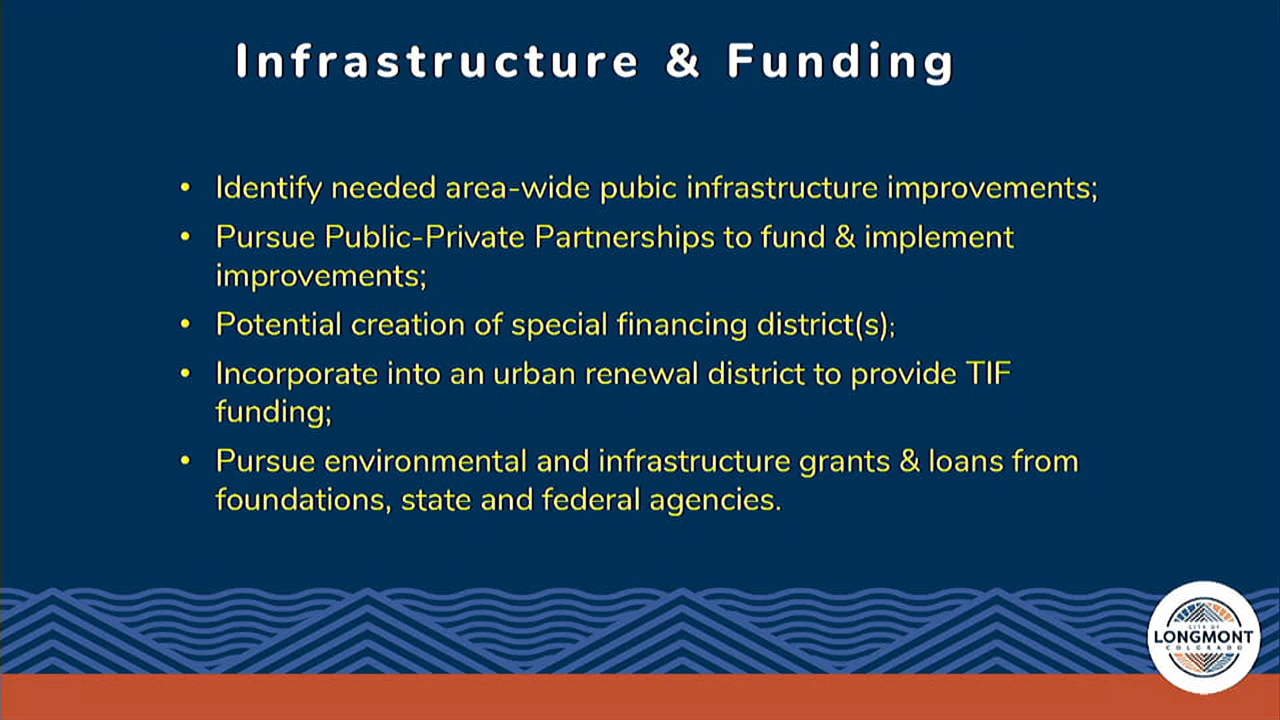 Infrastructure & Funding
• Identify needed area-wide pubic infrastructure improvements;
• Pursue Public-Private Partnerships to fund & implement
improvements;
• Potential creation of special financing district(s);
• Incorporate into an urban renewal district to provide TIF
funding;
• Pursue environmental and infrastructure grants & loans from
foundations, state and federal agencies.
CITY OF
LONGMONT
COLORADO